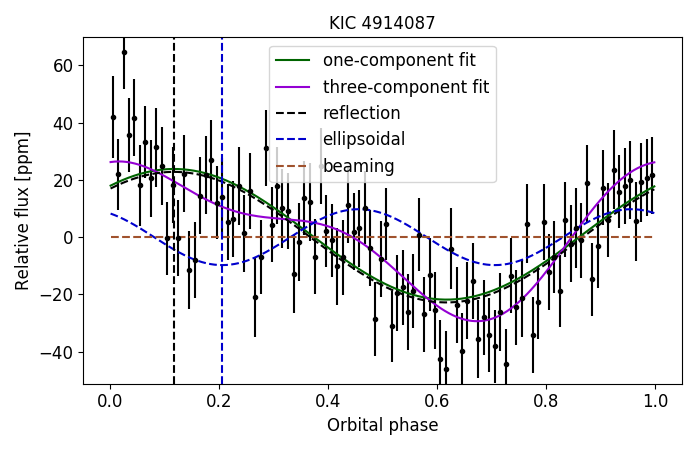 KIC 4914087
one-component fit
three-component fit
reflection
ellipsoidal
beaming
Relative flux [ppm]
60
40
20
0
−20
−40
0.0 0.2 0.4 0.6 0.8 1.0
Orbital phase